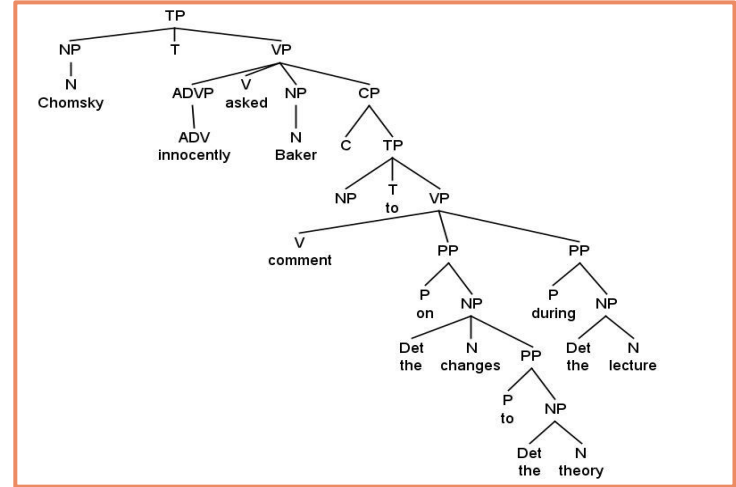 TP
NP T VP
N ADVP V NP CP
Chomsky asked
ADV N C TP
innocently Baker
NP T VP
to
V PP PP
comment
P NP P NP
on during
Det N PP Det N
the changes the lecture
P NP
to
Det N
the theory